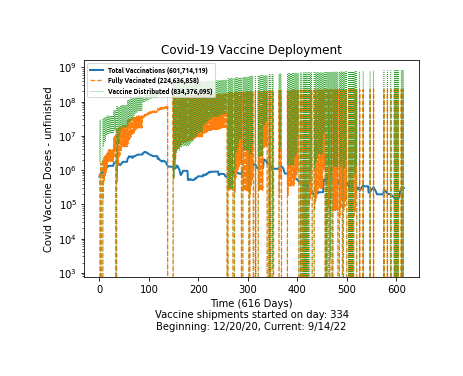 Covid-19 Vaccine Deployment
Total Vaccinations (601,714,119)
Fully Vacinated (224,636,858)
Vaccine Distributed (834,376,095)
Covid Vaccine Doses - unfinished
10⁹
10⁸
10⁷
10⁶
10⁵
10⁴
10³
0 100 200 300 400 500 600
Time (616 Days)
Vaccine shipments started on day: 334
Beginning: 12/20/20, Current: 9/14/22